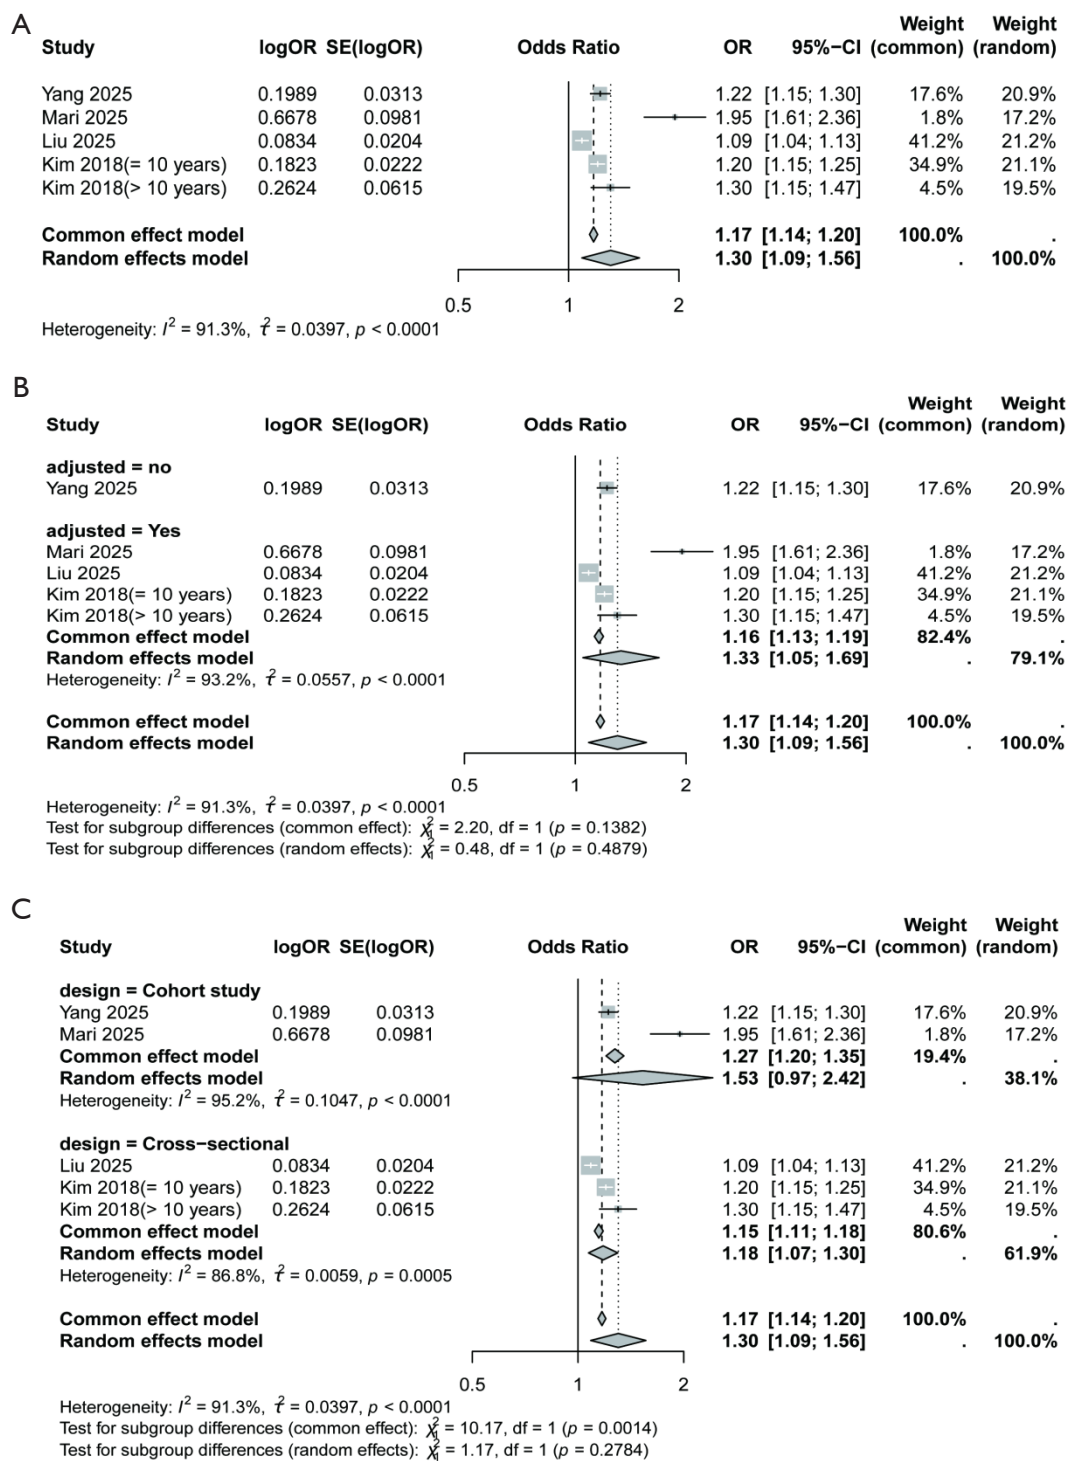 A
Weight Weight
Study logOR SE(logOR) Odds Ratio OR 95%−CI (common) (random)
Yang 2025 0.1989 0.0313 1.22 [1.15; 1.30] 17.6% 20.9%
Mari 2025 0.6678 0.0981 1.95 [1.61; 2.36] 1.8% 17.2%
Liu 2025 0.0834 0.0204 1.09 [1.04; 1.13] 41.2% 21.2%
Kim 2018(= 10 years) 0.1823 0.0222 1.20 [1.15; 1.25] 34.9% 21.1%
Kim 2018(> 10 years) 0.2624 0.0615 1.30 [1.15; 1.47] 4.5% 19.5%
Common effect model 1.17 [1.14; 1.20] 100.0% .
Random effects model 1.30 [1.09; 1.56] . 100.0%
0.5 1 2
Heterogeneity: I² = 91.3%, τ² = 0.0397, p < 0.0001
B
Weight Weight
Study logOR SE(logOR) Odds Ratio OR 95%−CI (common) (random)
adjusted = no
Yang 2025 0.1989 0.0313 1.22 [1.15; 1.30] 17.6% 20.9%
adjusted = Yes
Mari 2025 0.6678 0.0981 1.95 [1.61; 2.36] 1.8% 17.2%
Liu 2025 0.0834 0.0204 1.09 [1.04; 1.13] 41.2% 21.2%
Kim 2018(= 10 years) 0.1823 0.0222 1.20 [1.15; 1.25] 34.9% 21.1%
Kim 2018(> 10 years) 0.2624 0.0615 1.30 [1.15; 1.47] 4.5% 19.5%
Common effect model 1.16 [1.13; 1.19] 82.4% .
Random effects model 1.33 [1.05; 1.69] . 79.1%
Heterogeneity: I² = 93.2%, τ² = 0.0557, p < 0.0001
Common effect model 1.17 [1.14; 1.20] 100.0% .
Random effects model 1.30 [1.09; 1.56] . 100.0%
0.5 1 2
Heterogeneity: I² = 91.3%, τ² = 0.0397, p < 0.0001
Test for subgroup differences (common effect): χ²₁ = 2.20, df = 1 (p = 0.1382)
Test for subgroup differences (random effects): χ²₁ = 0.48, df = 1 (p = 0.4879)
C
Weight Weight
Study logOR SE(logOR) Odds Ratio OR 95%−CI (common) (random)
design = Cohort study
Yang 2025 0.1989 0.0313 1.22 [1.15; 1.30] 17.6% 20.9%
Mari 2025 0.6678 0.0981 1.95 [1.61; 2.36] 1.8% 17.2%
Common effect model 1.27 [1.20; 1.35] 19.4% .
Random effects model 1.53 [0.97; 2.42] . 38.1%
Heterogeneity: I² = 95.2%, τ² = 0.1047, p < 0.0001
design = Cross−sectional
Liu 2025 0.0834 0.0204 1.09 [1.04; 1.13] 41.2% 21.2%
Kim 2018(= 10 years) 0.1823 0.0222 1.20 [1.15; 1.25] 34.9% 21.1%
Kim 2018(> 10 years) 0.2624 0.0615 1.30 [1.15; 1.47] 4.5% 19.5%
Common effect model 1.15 [1.11; 1.18] 80.6% .
Random effects model 1.18 [1.07; 1.30] . 61.9%
Heterogeneity: I² = 86.8%, τ² = 0.0059, p = 0.0005
Common effect model 1.17 [1.14; 1.20] 100.0% .
Random effects model 1.30 [1.09; 1.56] . 100.0%
0.5 1 2
Heterogeneity: I² = 91.3%, τ² = 0.0397, p < 0.0001
Test for subgroup differences (common effect): χ²₁ = 10.17, df = 1 (p = 0.0014)
Test for subgroup differences (random effects): χ²₁ = 1.17, df = 1 (p = 0.2784)